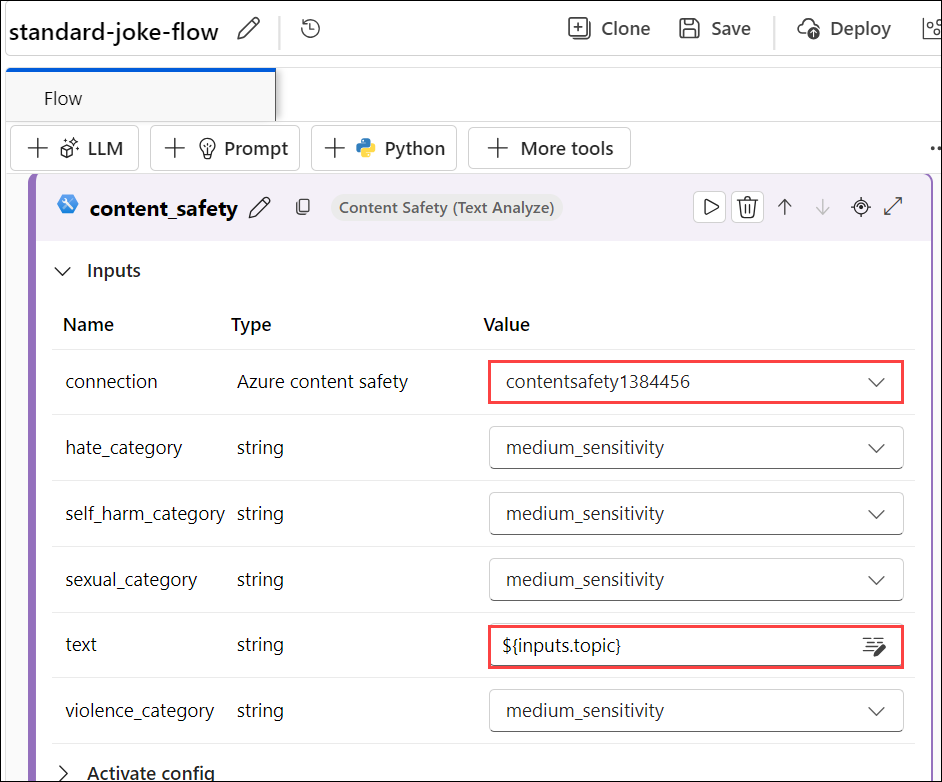 standard-joke-flow Clone Save Deploy
Flow
LLM Prompt Python More tools
content_safety Content Safety (Text Analyze)
Inputs
Name Type Value
connection Azure content safety contentsafety1384456
hate_category string medium_sensitivity
self_harm_category string medium_sensitivity
sexual_category string medium_sensitivity
text string ${inputs.topic}
violence_category string medium_sensitivity
Activate config